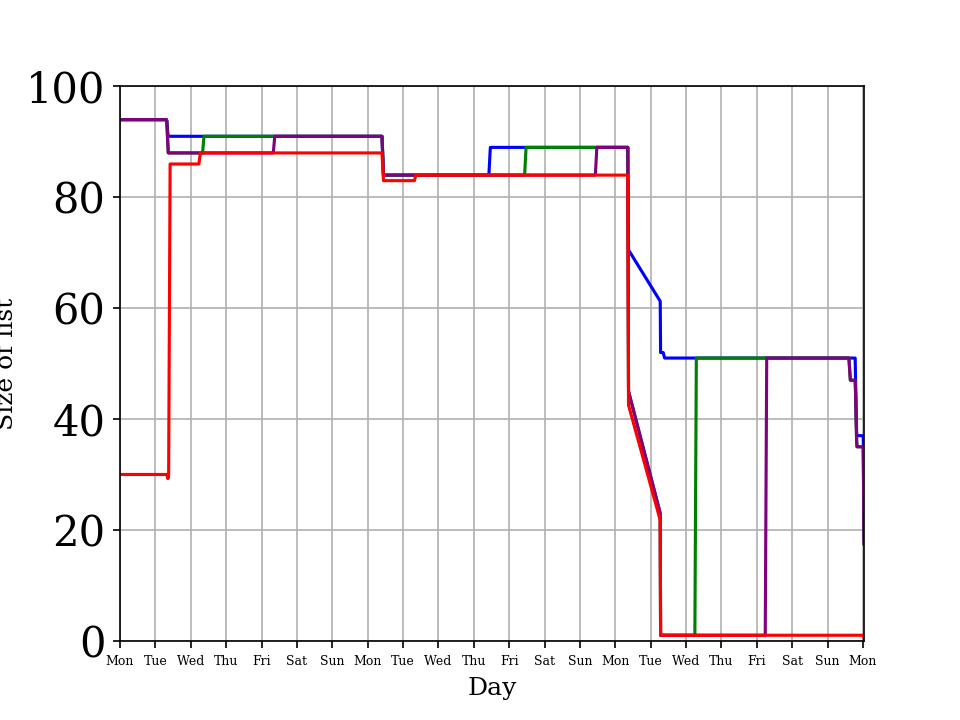 100
80
60
40
20
0
Size of list
Mon Tue Wed Thu Fri Sat Sun Mon Tue Wed Thu Fri Sat Sun Mon Tue Wed Thu Fri Sat Sun Mon
Day